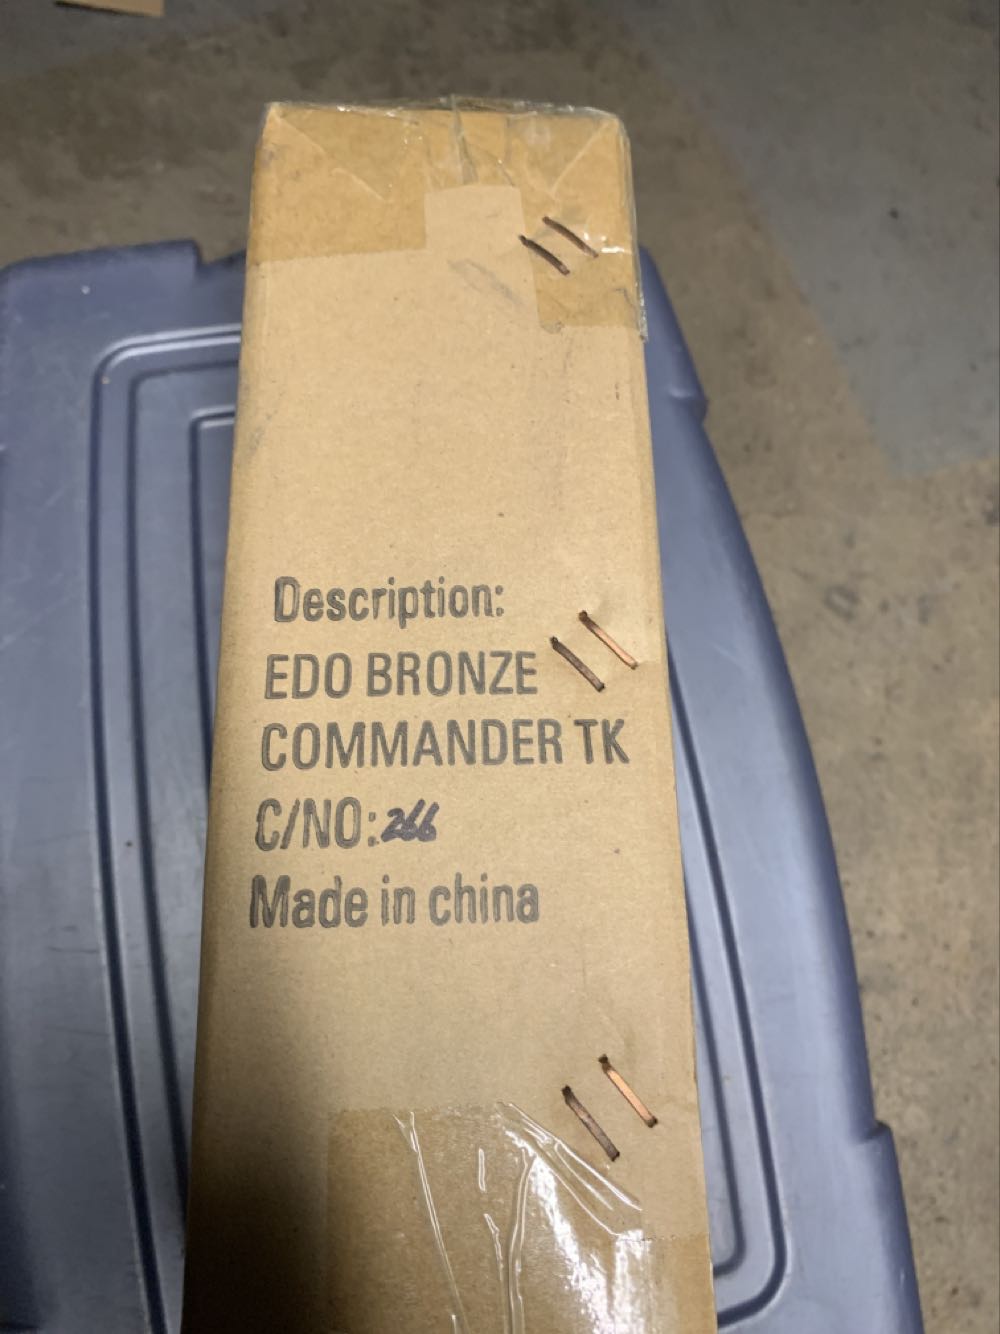 Description:
EDO BRONZE
COMMANDER TK
C/NO: 266
Made in china